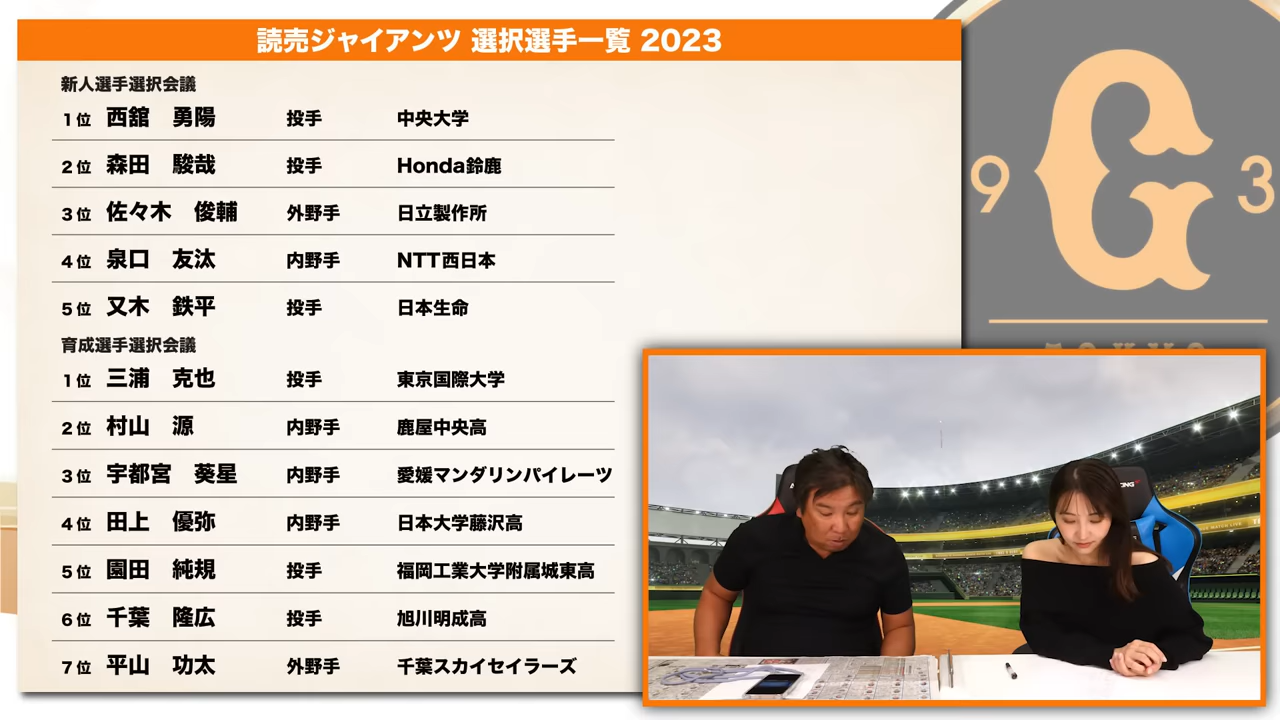 読売ジャイアンツ 選択選手一覧 2023
新人選手選択会議
1位 西舘 勇陽 投手 中央大学
2位 森田 駿哉 投手 Honda鈴鹿
3位 佐々木 俊輔 外野手 日立製作所
4位 泉口 友汰 内野手 NTT西日本
5位 又木 鉄平 投手 日本生命
育成選手選択会議
1位 三浦 克也 投手 東京国際大学
2位 村山 源 内野手 鹿屋中央高
3位 宇都宮 葵星 内野手 愛媛マンダリンパイレーツ
4位 田上 優弥 内野手 日本大学藤沢高
5位 園田 純規 投手 福岡工業大学附属城東高
6位 千葉 隆広 投手 旭川明成高
7位 平山 功太 外野手 千葉スカイセイラーズ
9 G 3